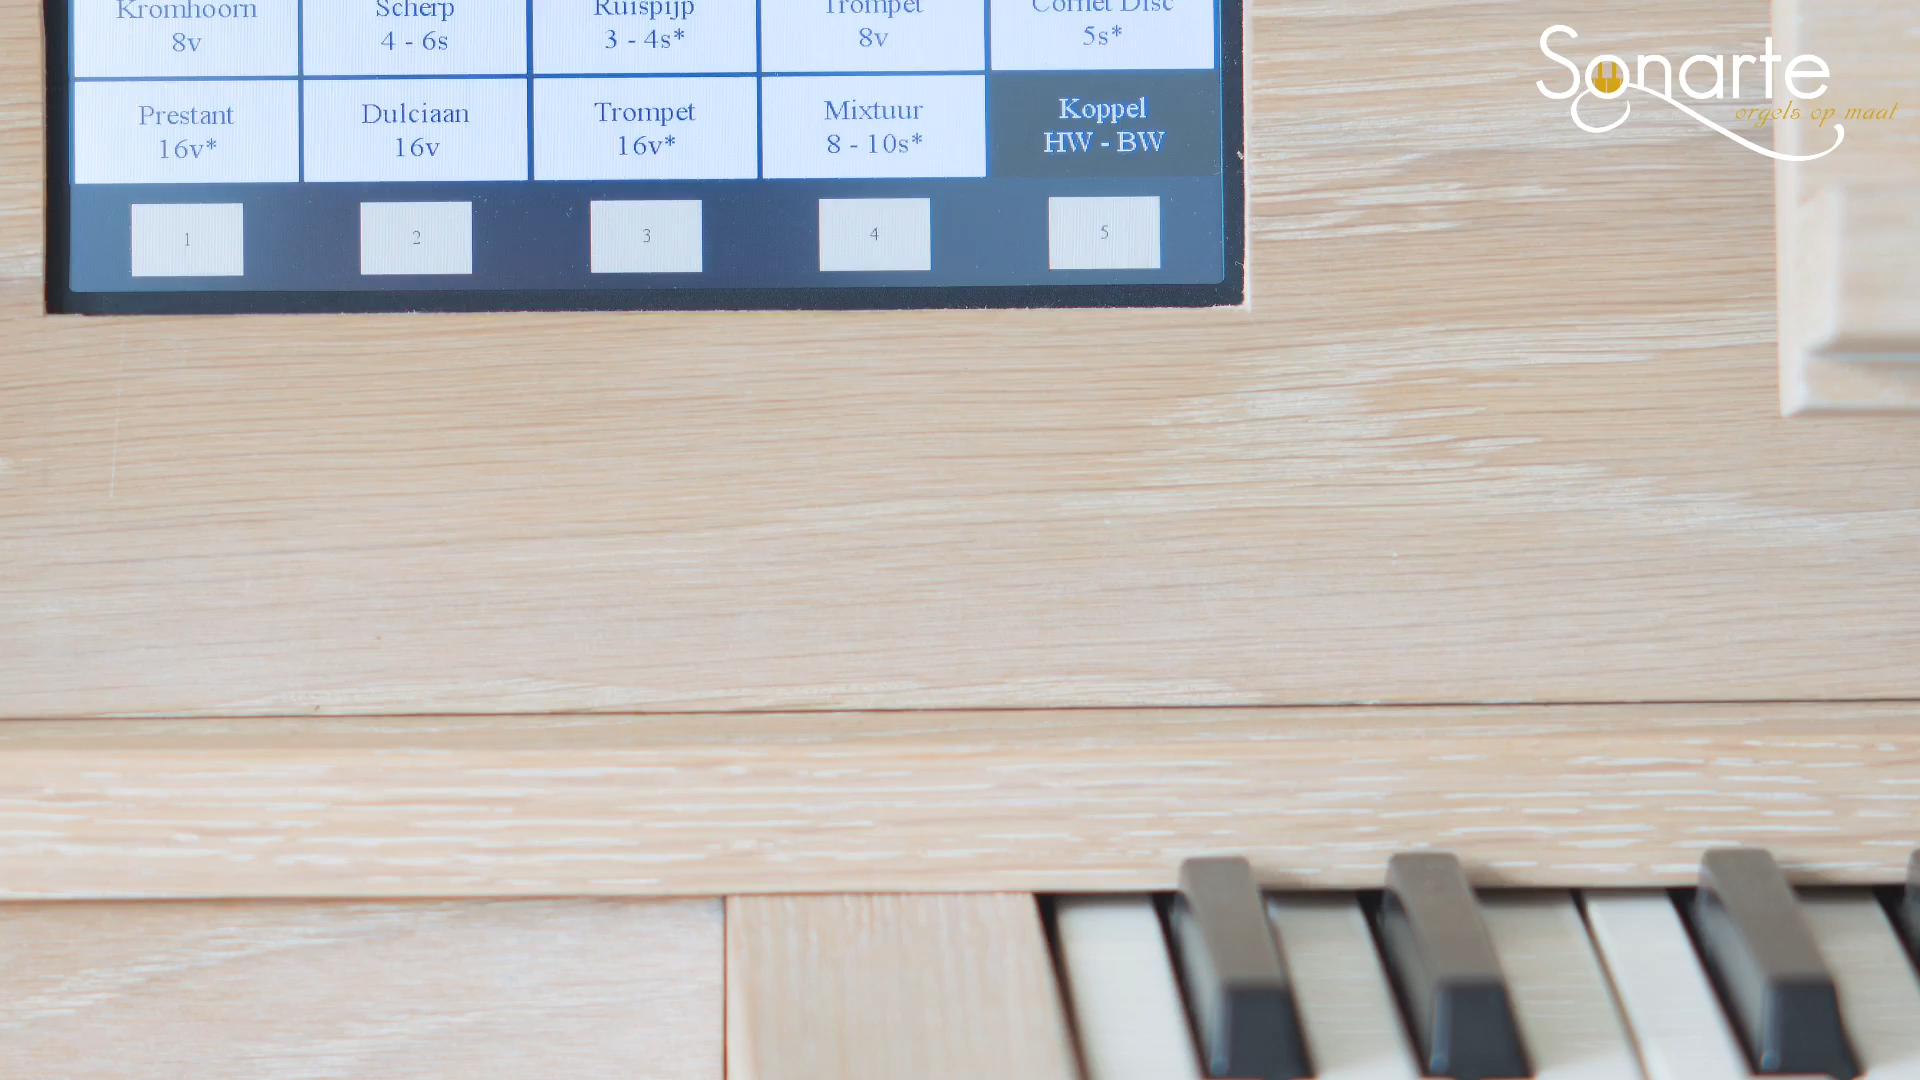 Kromhoorn Scherp Ruispijp Trompet Cornet Disc
8v 4 - 6s 3 - 4s* 8v 5s*
Prestant Dulciaan Trompet Mixtuur Koppel
16v* 16v 16v* 8 - 10s* HW - BW
1 2 3 4 5
Sonarte
orgels op maat